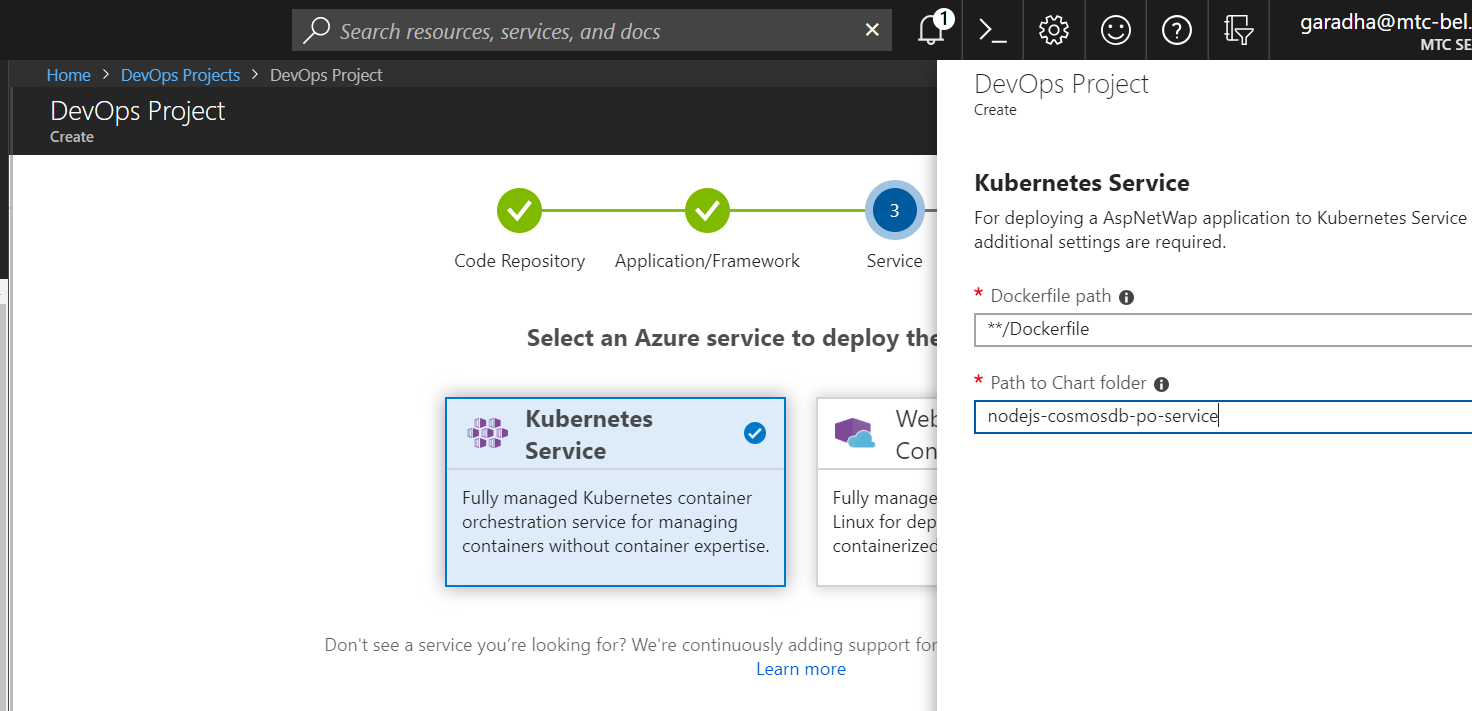 Search resources, services, and docs
1
garadha@mtc-bel.
MTC SE
Home > DevOps Projects > DevOps Project
DevOps Project
Create
3
Code Repository
Application/Framework
Service
Select an Azure service to deploy the
Kubernetes
Service
Fully managed Kubernetes container
orchestration service for managing
containers without container expertise.
Web
Con
Fully manage
Linux for dep
containerized
Don't see a service you’re looking for? We're continuously adding support for
Learn more
DevOps Project
Create
Kubernetes Service
For deploying a AspNetWap application to Kubernetes Service
additional settings are required.
* Dockerfile path
**/Dockerfile
* Path to Chart folder
nodejs-cosmosdb-po-service